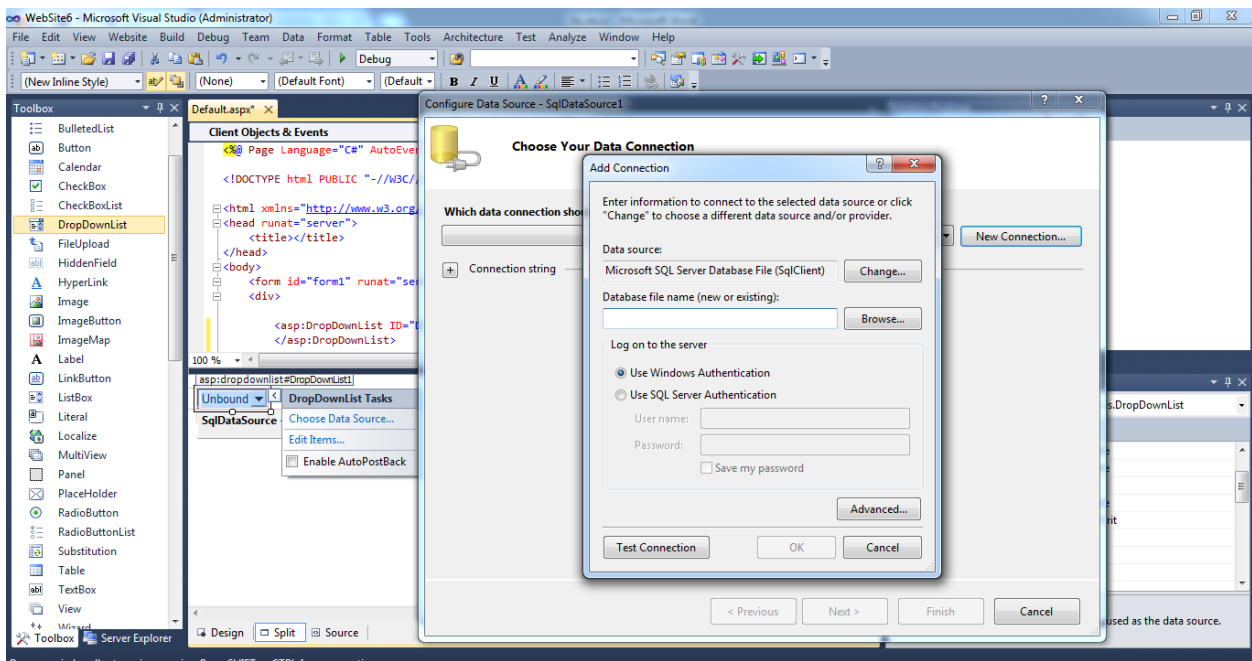 WebSite6 - Microsoft Visual Studio (Administrator)
File Edit View Website Build Debug Team Data Format Table Tools Architecture Test Analyze Window Help
Debug
(New Inline Style) (None) (Default Font) (Default B I U A
Toolbox
BulletedList
Button
Calendar
CheckBox
CheckBoxList
DropDownList
FileUpload
HiddenField
HyperLink
Image
ImageButton
ImageMap
Label
LinkButton
ListBox
Literal
Localize
MultiView
Panel
PlaceHolder
RadioButton
RadioButtonList
Substitution
Table
TextBox
View
Wizard
Toolbox Server Explorer
Default.aspx*
Client Objects & Events
<%@ Page Language="C#" AutoEve
<!DOCTYPE html PUBLIC "-//W3C/
<html xmlns="http://www.w3.org
<head runat="server">
<title></title>
</head>
<body>
<form id="form1" runat="se
<div>
<asp:DropDownList ID="
</asp:DropDownList>
100 %
asp:dropdownlist#DropDownList1
Unbound
SqlDataSource
DropDownList Tasks
Choose Data Source...
Edit Items...
Enable AutoPostBack
Design Split Source
Configure Data Source - SqlDataSource1
Choose Your Data Connection
Which data connection sho
New Connection...
Connection string
< Previous Next > Finish Cancel
Add Connection
Enter information to connect to the selected data source or click
"Change" to choose a different data source and/or provider.
Data source:
Microsoft SQL Server Database File (SqlClient) Change...
Database file name (new or existing):
Browse...
Log on to the server
Use Windows Authentication
Use SQL Server Authentication
User name:
Password:
Save my password
Advanced...
Test Connection OK Cancel
s.DropDownList
rit
used as the data source.